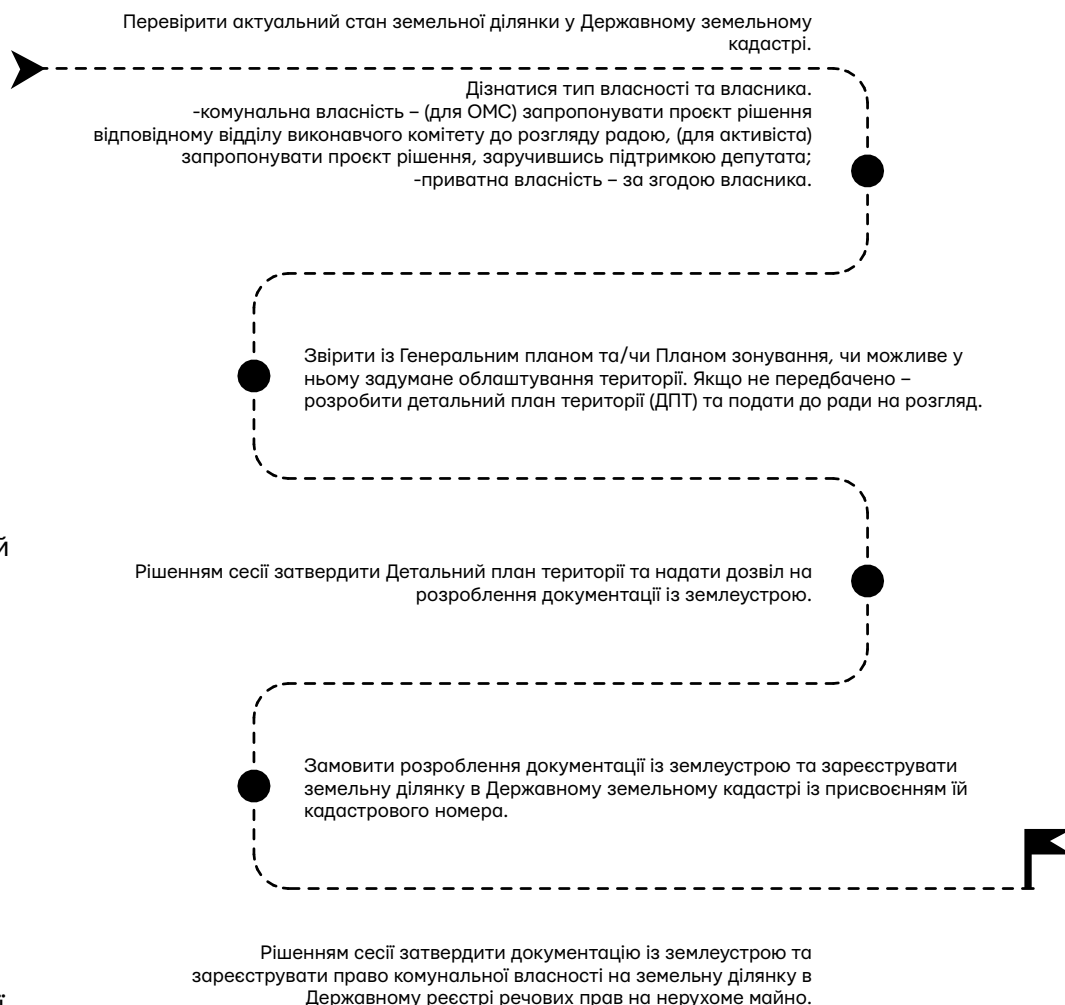 Перевірити актуальний стан земельної ділянки у Державному земельному
кадастрі.
Дізнатися тип власності та власника.
-комунальна власність – (для ОМС) запропонувати проєкт рішення
відповідному відділу виконавчого комітету до розгляду радою, (для активіста)
запропонувати проєкт рішення, заручившись підтримкою депутата;
-приватна власність – за згодою власника.
Звірити із Генеральним планом та/чи Планом зонування, чи можливе у
ньому задумане облаштування території. Якщо не передбачено –
розробити детальний план території (ДПТ) та подати до ради на розгляд.
й
Рішенням сесії затвердити Детальний план території та надати дозвіл на
розроблення документації із землеустрою.
Замовити розроблення документації із землеустрою та зареєструвати
земельну ділянку в Державному земельному кадастрі із присвоєнням їй
кадастрового номера.
Рішенням сесії затвердити документацію із землеустрою та
зареєструвати право комунальної власності на земельну ділянку в
Державному реєстрі речових прав на нерухоме майно.
ї